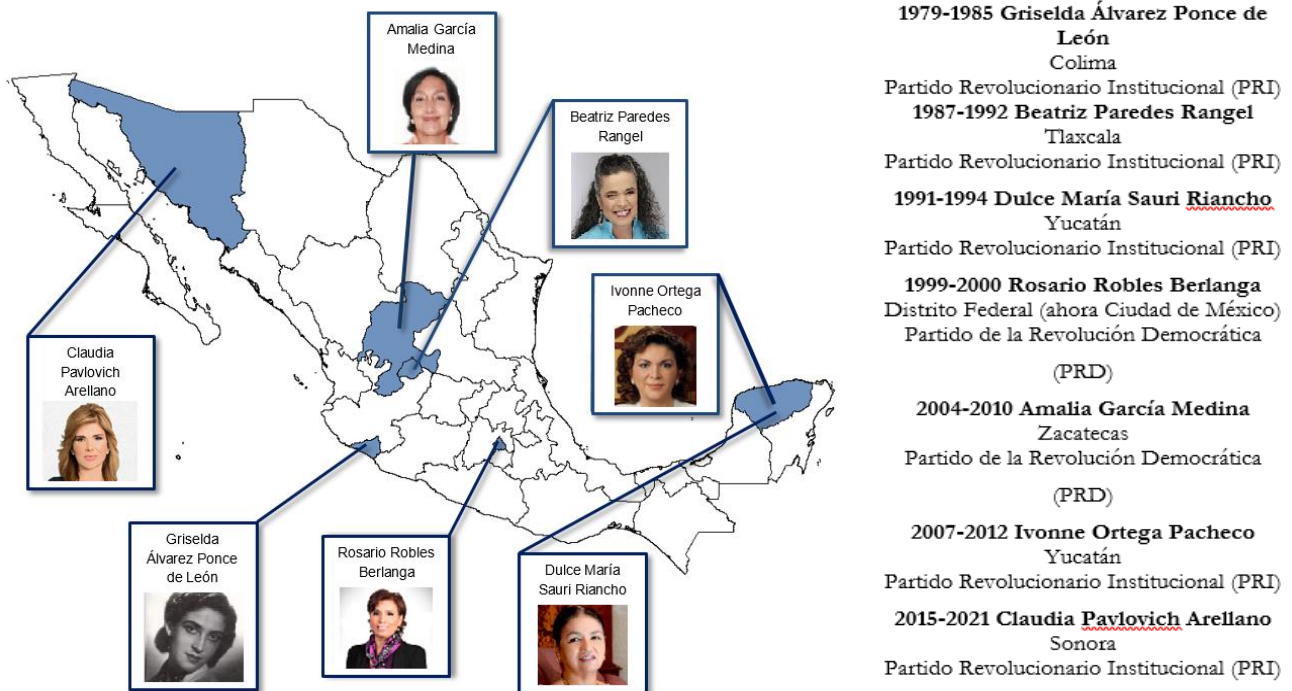 Amalia García
Medina
Beatriz Paredes
Rangel
Ivonne Ortega
Pacheco
Claudia
Pavlovich
Arellano
Griselda
Álvarez Ponce
de León
Rosario Robles
Berlanga
Dulce María
Sauri Riancho
1979-1985 Griselda Álvarez Ponce de
León
Colima
Partido Revolucionario Institucional (PRI)
1987-1992 Beatriz Paredes Rangel
Tlaxcala
Partido Revolucionario Institucional (PRI)
1991-1994 Dulce María Sauri Riancho
Yucatán
Partido Revolucionario Institucional (PRI)
1999-2000 Rosario Robles Berlanga
Distrito Federal (ahora Ciudad de México)
Partido de la Revolución Democrática
(PRD)
2004-2010 Amalia García Medina
Zacatecas
Partido de la Revolución Democrática
(PRD)
2007-2012 Ivonne Ortega Pacheco
Yucatán
Partido Revolucionario Institucional (PRI)
2015-2021 Claudia Pavlovich Arellano
Sonora
Partido Revolucionario Institucional (PRI)